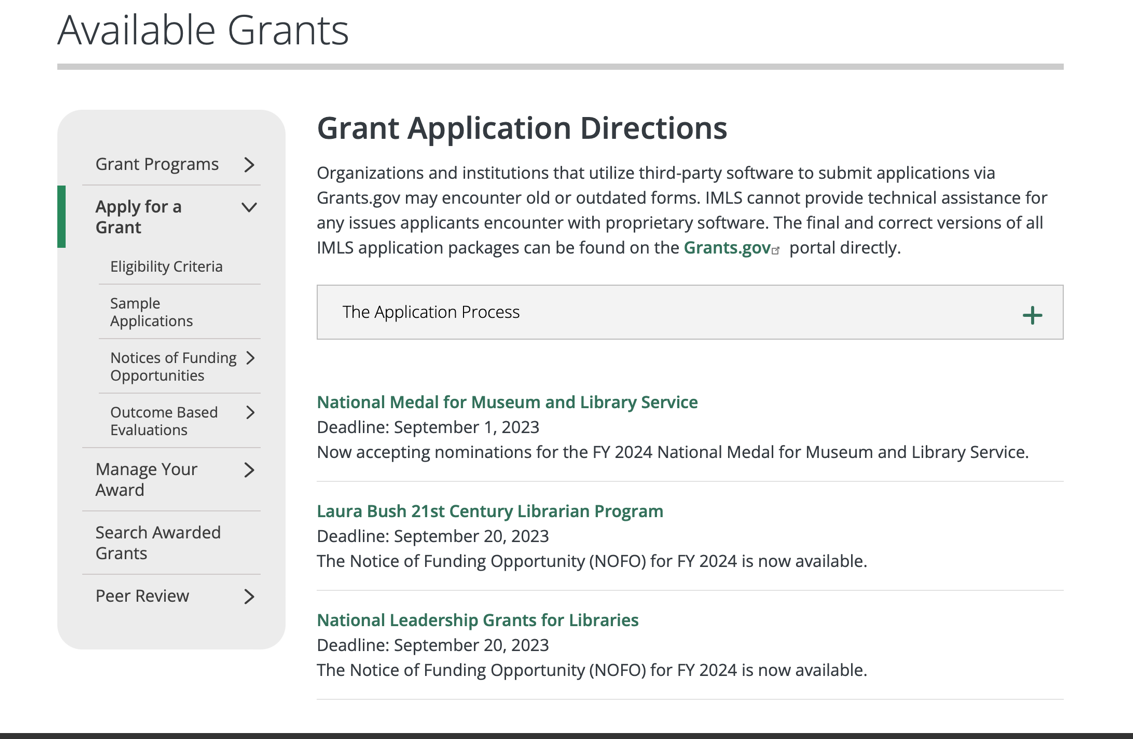 Available Grants
Grant Programs
Apply for a
Grant
Eligibility Criteria
Sample
Applications
Notices of Funding
Opportunities
Outcome Based
Evaluations
Manage Your
Award
Search Awarded
Grants
Peer Review
Grant Application Directions
Organizations and institutions that utilize third-party software to submit applications via
Grants.gov may encounter old or outdated forms. IMLS cannot provide technical assistance for
any issues applicants encounter with proprietary software. The final and correct versions of all
IMLS application packages can be found on the Grants.gov portal directly.
The Application Process
National Medal for Museum and Library Service
Deadline: September 1, 2023
Now accepting nominations for the FY 2024 National Medal for Museum and Library Service.
Laura Bush 21st Century Librarian Program
Deadline: September 20, 2023
The Notice of Funding Opportunity (NOFO) for FY 2024 is now available.
National Leadership Grants for Libraries
Deadline: September 20, 2023
The Notice of Funding Opportunity (NOFO) for FY 2024 is now available.